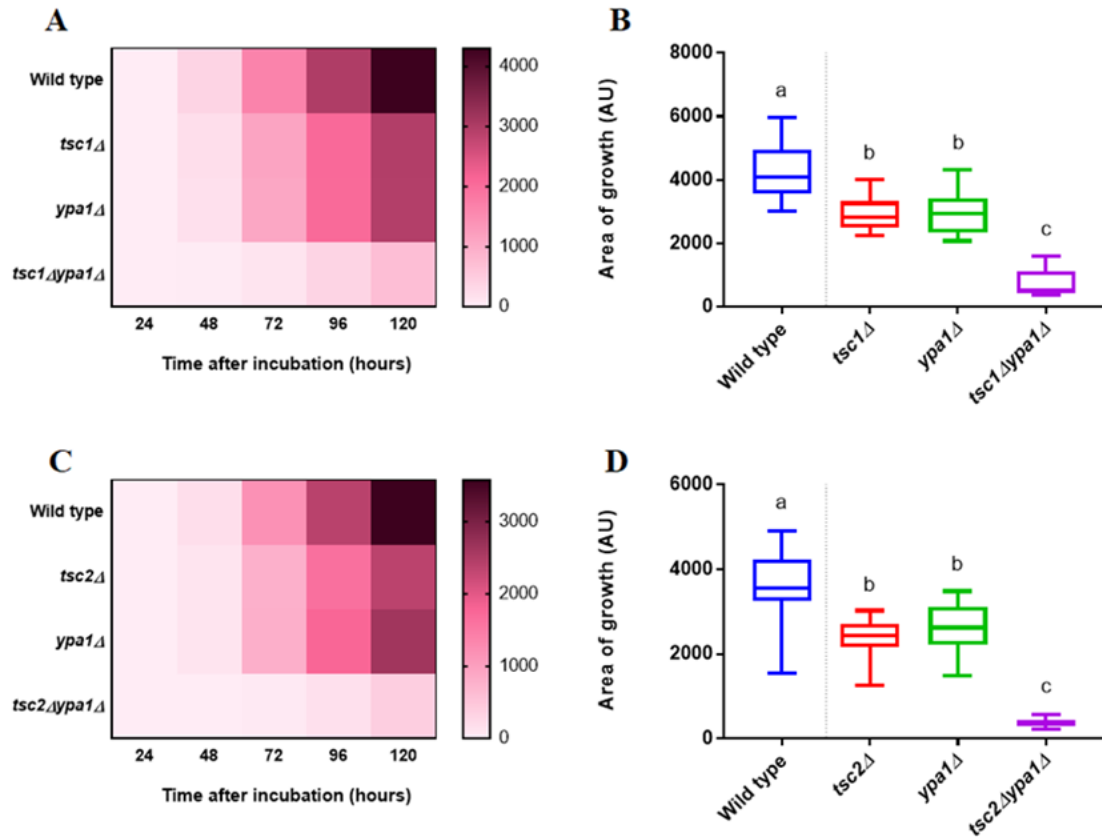 A
Wild type
tsc1Δ
ypa1Δ
tsc1Δypa1Δ
24 48 72 96 120
Time after incubation (hours)
4000
3000
2000
1000
0
B
Area of growth (AU)
8000
6000
4000
2000
0
a
b
b
c
Wild type
tsc1Δ
ypa1Δ
tsc1Δypa1Δ
C
Wild type
tsc2Δ
ypa1Δ
tsc2Δypa1Δ
24 48 72 96 120
Time after incubation (hours)
3000
2000
1000
0
D
Area of growth (AU)
6000
4000
2000
0
a
b
b
c
Wild type
tsc2Δ
ypa1Δ
tsc2Δypa1Δ